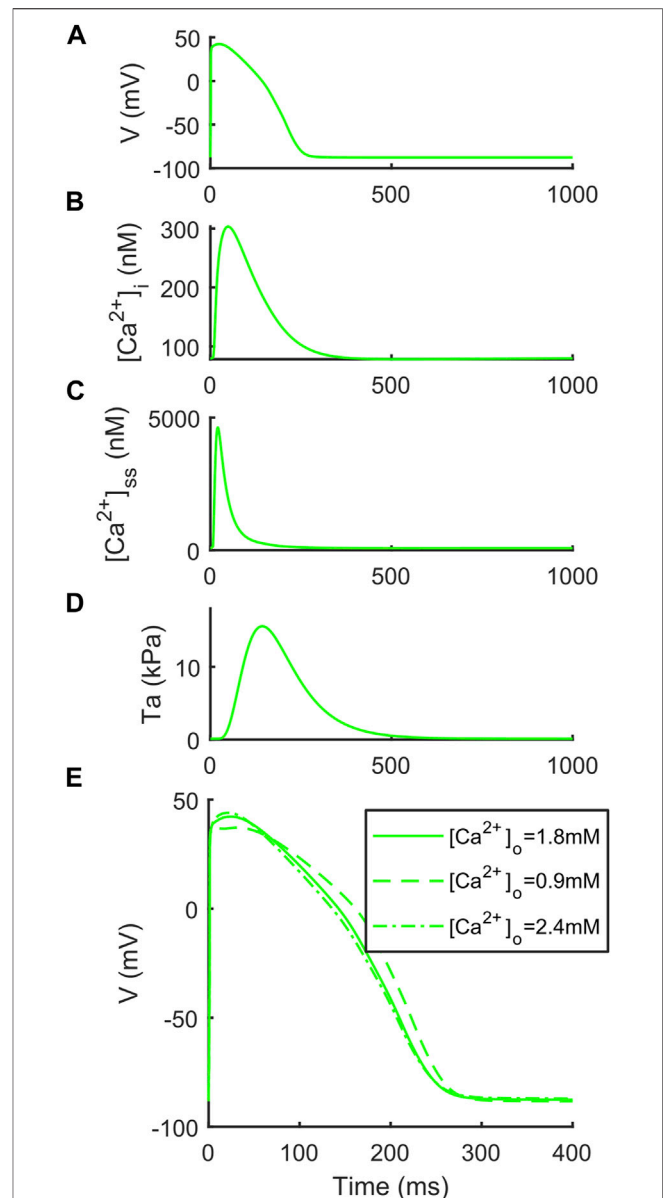 A
V (mV)
50
0
-50
-100
0 500 1000
B
[Ca2+]i (nM)
300
200
100
0 500 1000
C
[Ca2+]ss (nM)
5000
0
0 500 1000
D
Ta (kPa)
10
0
0 500 1000
E
V (mV)
50
0
-50
-100
[Ca2+]o=1.8mM
[Ca2+]o=0.9mM
[Ca2+]o=2.4mM
0 100 200 300 400
Time (ms)